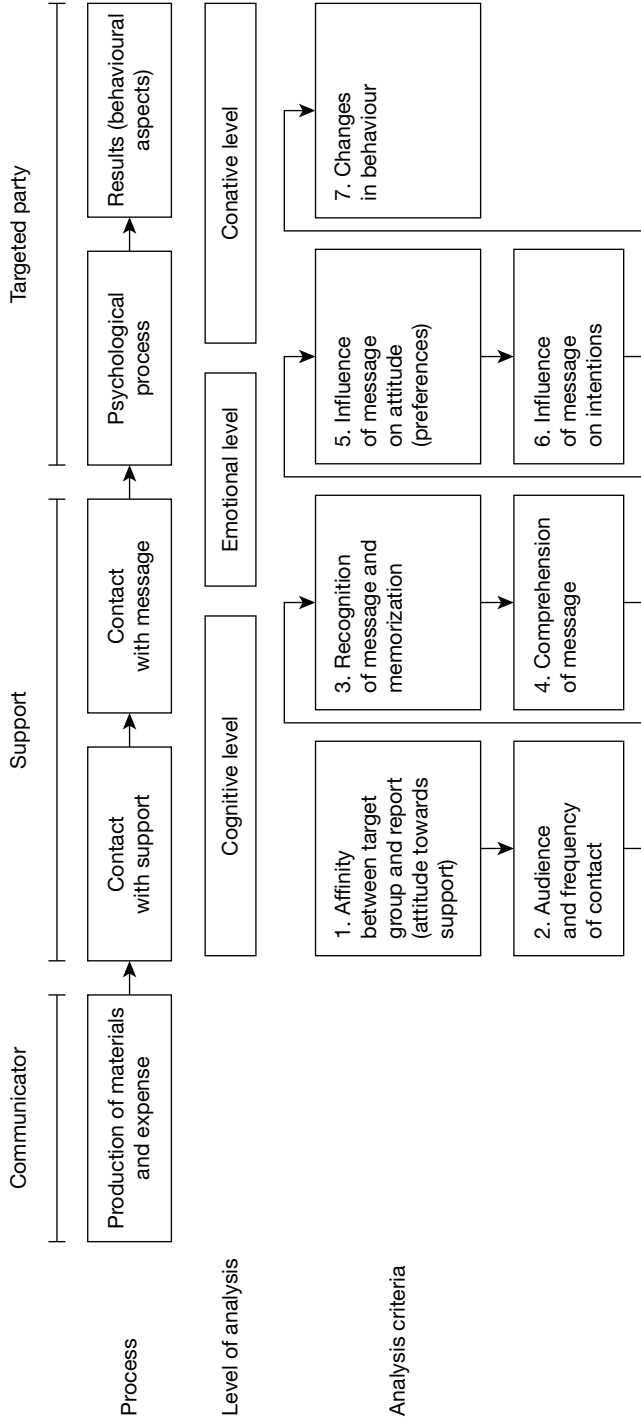 Communicator
Support
Targeted party
Process
Production of materials
and expense
Contact
with support
Contact
with message
Psychological
process
Results (behavioural
aspects)
Level of analysis
Cognitive level
Emotional level
Conative level
Analysis criteria
1. Affinity
between target
group and report
(attitude towards
support)
2. Audience
and frequency
of contact
3. Recognition
of message and
memorization
4. Comprehension
of message
5. Influence
of message
on attitude
(preferences)
6. Influence
of message
on intentions
7. Changes
in behaviour